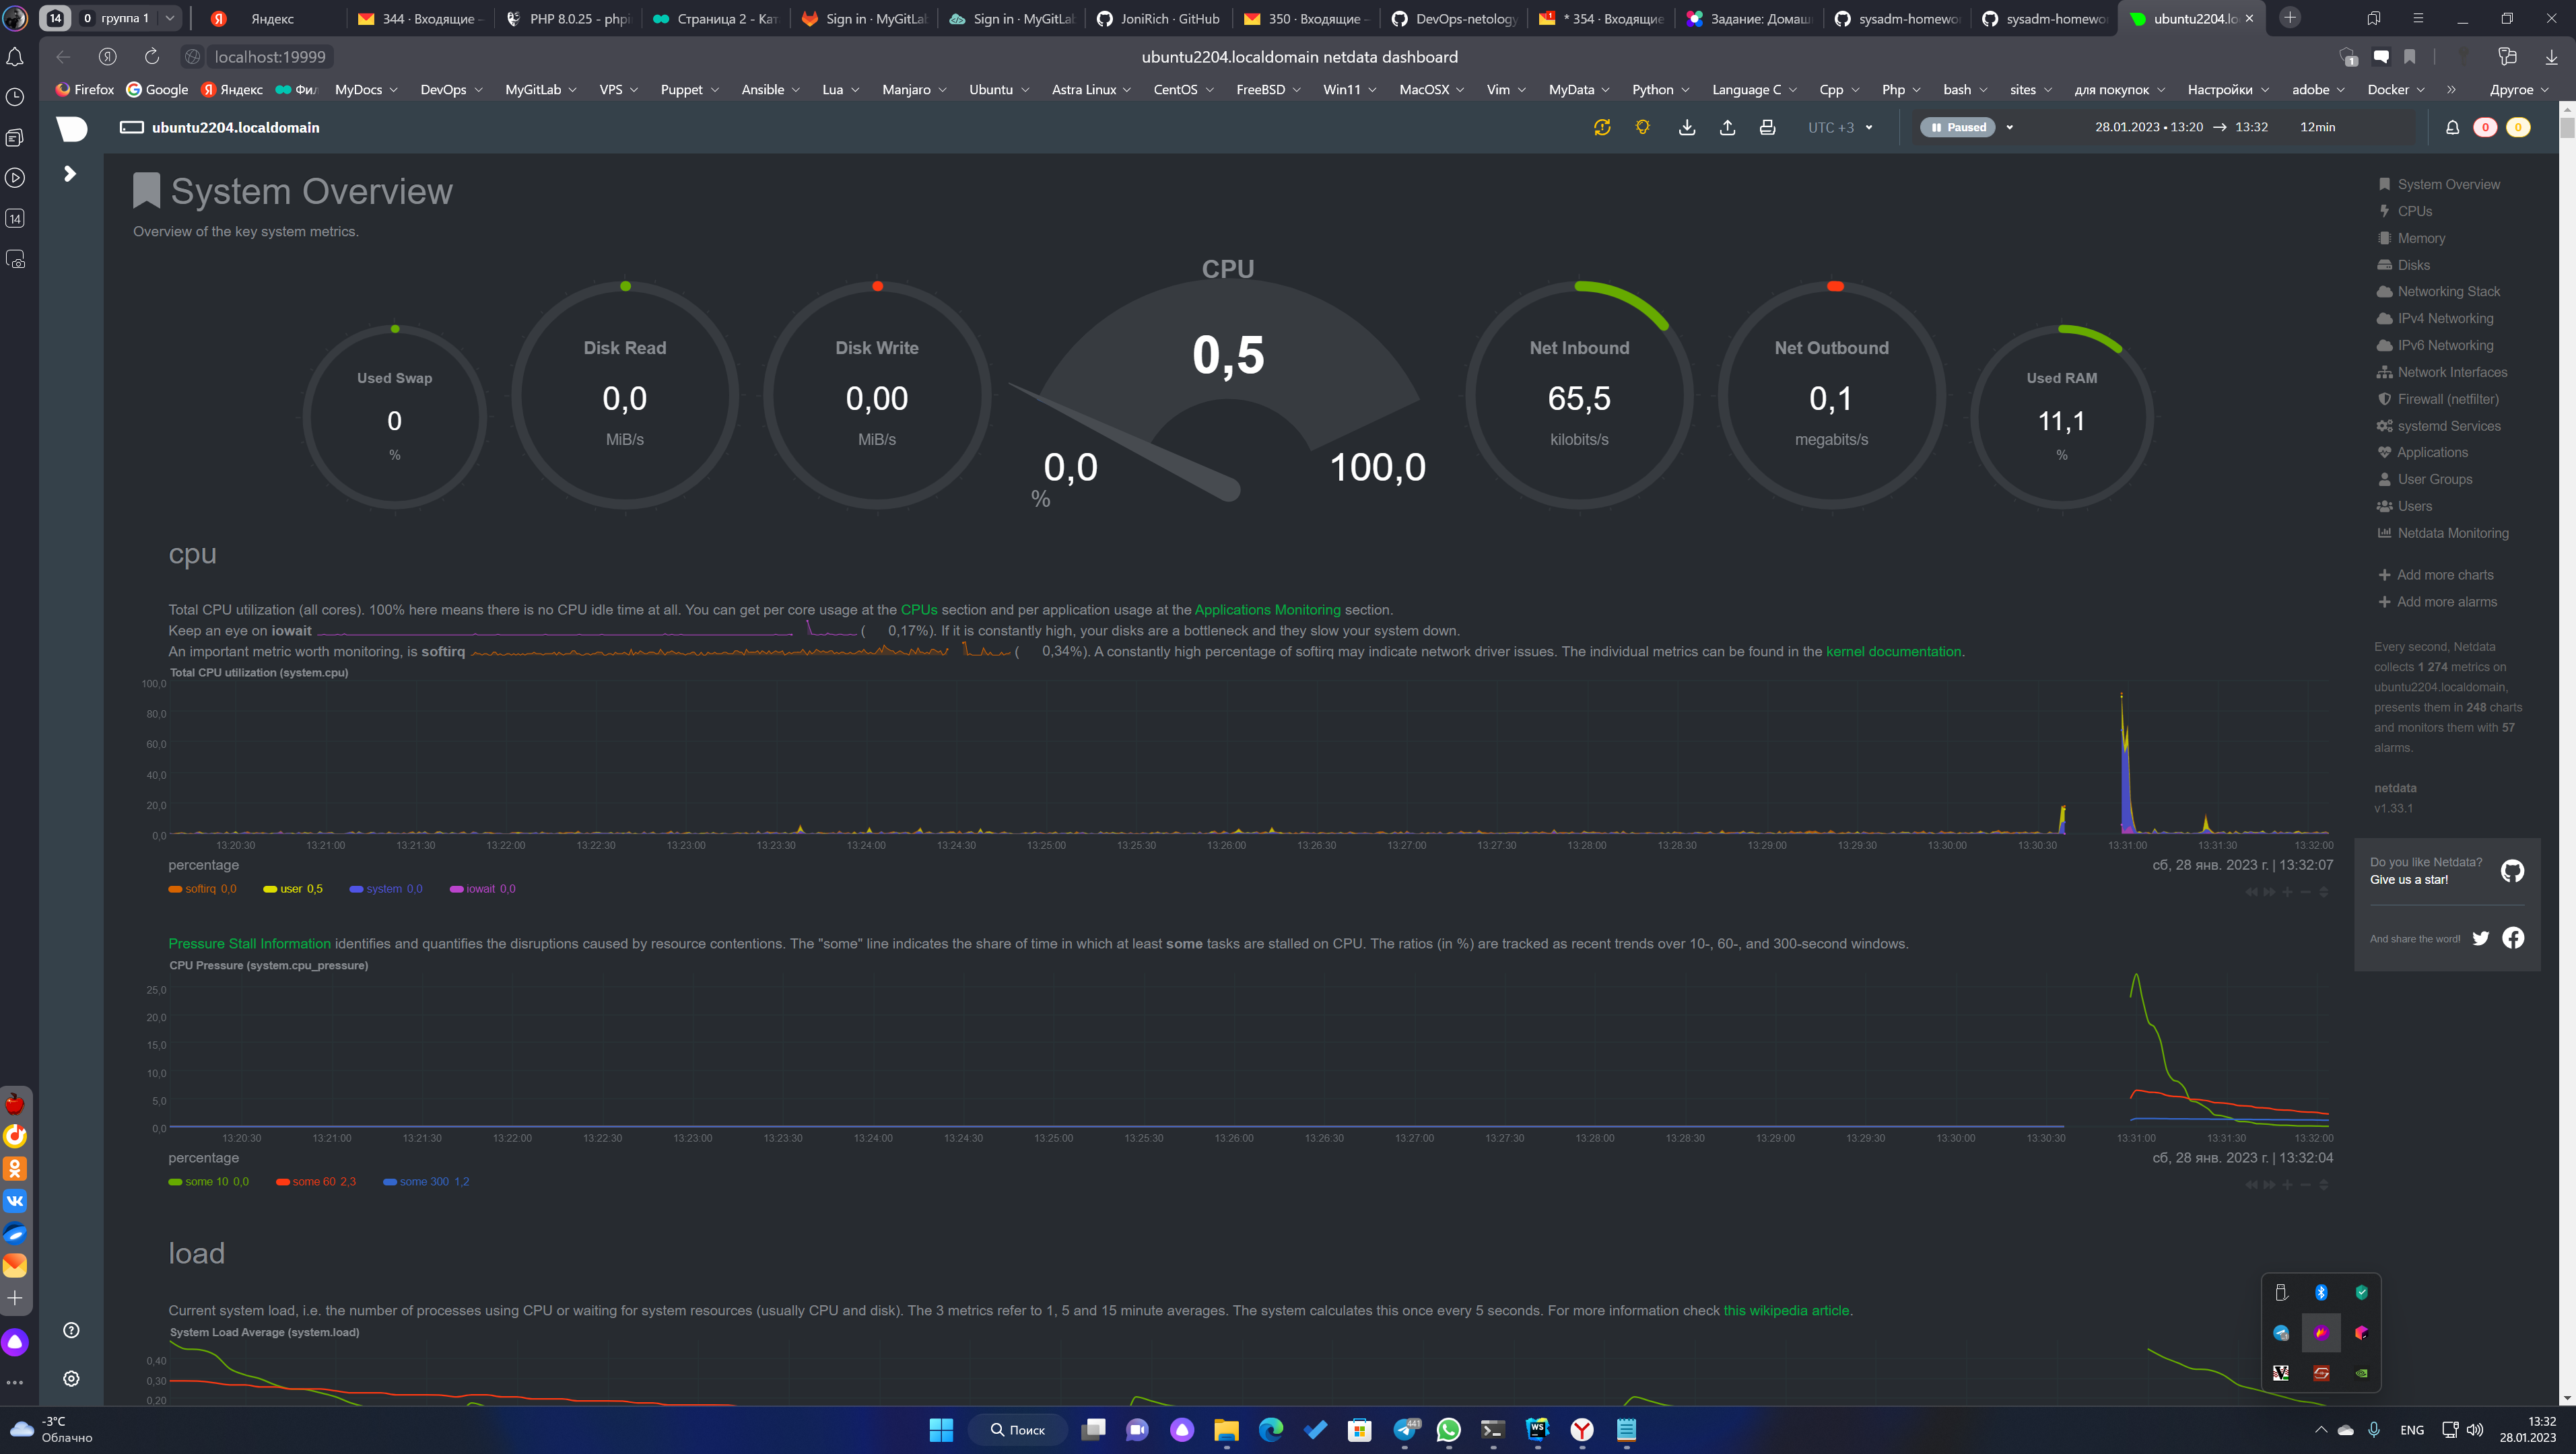 14 0 группа 1 Яндекс 344 · Входящие – PHP 8.0.25 - phpi Страница 2 - Кат Sign in · MyGitLab Sign in · MyGitLab JoniRich · GitHub 350 · Входящие – DevOps-netology * 354 · Входящие Задание: Домаш sysadm-homewor sysadm-homewor ubuntu2204.lo
localhost:19999 ubuntu2204.localdomain netdata dashboard 1
Firefox Google Яндекс Фил MyDocs DevOps MyGitLab VPS Puppet Ansible Lua Manjaro Ubuntu Astra Linux CentOS FreeBSD Win11 MacOSX Vim MyData Python Language C Cpp Php bash sites для покупок Настройки adobe Docker » Другое
ubuntu2204.localdomain UTC +3 Paused 28.01.2023 • 13:20 → 13:32 12min 0 0
14
System Overview
Overview of the key system metrics.
Used Swap
0
%
Disk Read
0,0
MiB/s
Disk Write
0,00
MiB/s
CPU
0,5
0,0 100,0
%
Net Inbound
65,5
kilobits/s
Net Outbound
0,1
megabits/s
Used RAM
11,1
%
cpu
Total CPU utilization (all cores). 100% here means there is no CPU idle time at all. You can get per core usage at the CPUs section and per application usage at the Applications Monitoring section.
Keep an eye on iowait ( 0,17%). If it is constantly high, your disks are a bottleneck and they slow your system down.
An important metric worth monitoring, is softirq ( 0,34%). A constantly high percentage of softirq may indicate network driver issues. The individual metrics can be found in the kernel documentation.
Total CPU utilization (system.cpu)
100,0
80,0
60,0
40,0
20,0
0,0
13:20:30 13:21:00 13:21:30 13:22:00 13:22:30 13:23:00 13:23:30 13:24:00 13:24:30 13:25:00 13:25:30 13:26:00 13:26:30 13:27:00 13:27:30 13:28:00 13:28:30 13:29:00 13:29:30 13:30:00 13:30:30 13:31:00 13:31:30 13:32:00
percentage сб, 28 янв. 2023 г. | 13:32:07
softirq 0,0 user 0,5 system 0,0 iowait 0,0
Pressure Stall Information identifies and quantifies the disruptions caused by resource contentions. The "some" line indicates the share of time in which at least some tasks are stalled on CPU. The ratios (in %) are tracked as recent trends over 10-, 60-, and 300-second windows.
CPU Pressure (system.cpu_pressure)
25,0
20,0
15,0
10,0
5,0
0,0
13:20:30 13:21:00 13:21:30 13:22:00 13:22:30 13:23:00 13:23:30 13:24:00 13:24:30 13:25:00 13:25:30 13:26:00 13:26:30 13:27:00 13:27:30 13:28:00 13:28:30 13:29:00 13:29:30 13:30:00 13:30:30 13:31:00 13:31:30 13:32:00
percentage сб, 28 янв. 2023 г. | 13:32:04
some 10 0,0 some 60 2,3 some 300 1,2
load
Current system load, i.e. the number of processes using CPU or waiting for system resources (usually CPU and disk). The 3 metrics refer to 1, 5 and 15 minute averages. The system calculates this once every 5 seconds. For more information check this wikipedia article.
System Load Average (system.load)
0,40
0,30
0,20
System Overview
CPUs
Memory
Disks
Networking Stack
IPv4 Networking
IPv6 Networking
Network Interfaces
Firewall (netfilter)
systemd Services
Applications
User Groups
Users
Netdata Monitoring
Add more charts
Add more alarms
Every second, Netdata
collects 1 274 metrics on
ubuntu2204.localdomain,
presents them in 248 charts
and monitors them with 57
alarms.
netdata
v1.33.1
Do you like Netdata?
Give us a star!
And share the word!
-3°C
Облачно
Поиск 441 WS ENG
13:32
28.01.2023